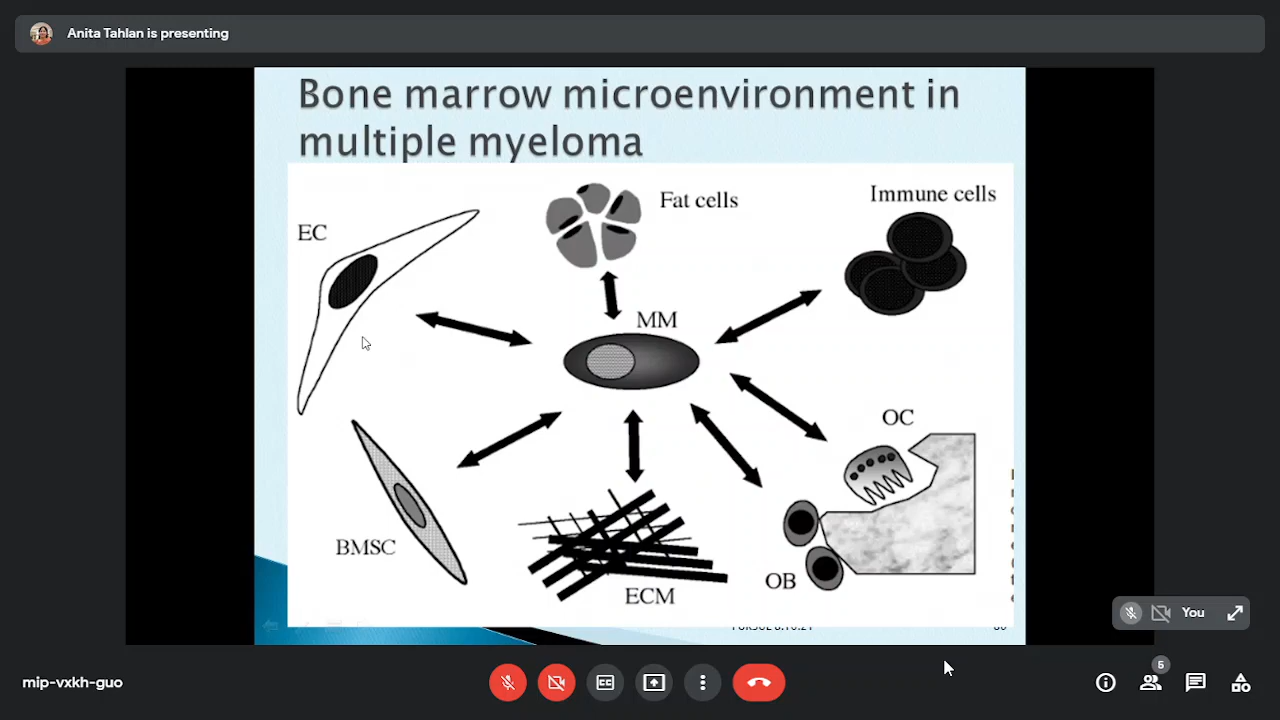 Anita Tahlan is presenting
Bone marrow microenvironment in
multiple myeloma
Fat cells
Immune cells
EC
MM
OC
BMSC
OB
ECM
You
mip-vxkh-guo
CC
5